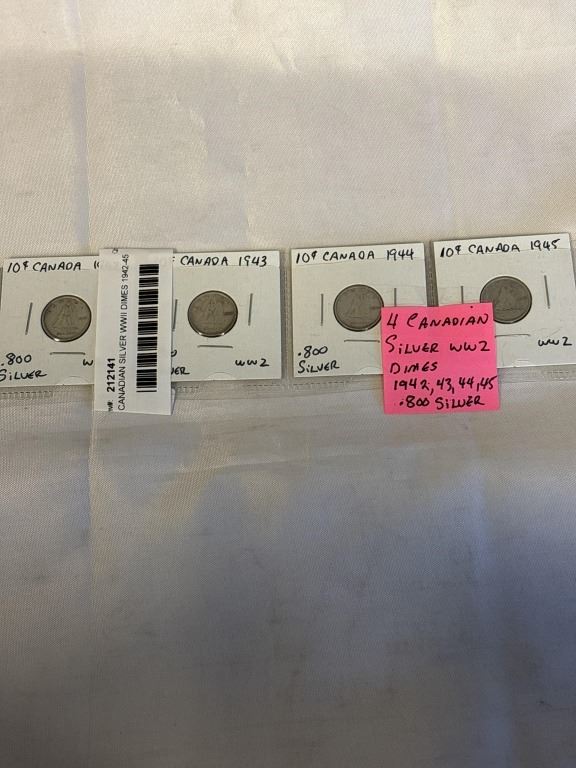 10¢ CANADA
.800
SILVER
212141
CANADIAN SILVER WWII DIMES 1942-45
¢ CANADA 1943
WW2
10¢ CANADA 1944
.800
SILVER
10¢ CANADA 1945
WW2
4 CANADIAN
SILVER WW2
DIMES
1942, 43, 44, 45
.800 SILVER